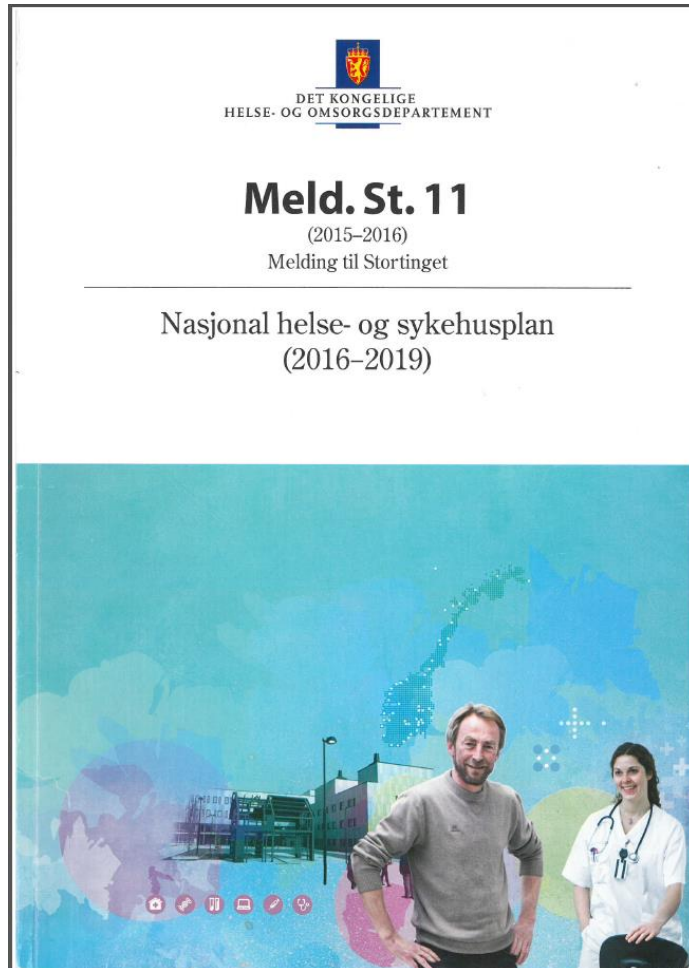 DET KONGELIGE
HELSE- OG OMSORGSDEPARTEMENT
Meld. St. 11
(2015–2016)
Melding til Stortinget
Nasjonal helse- og sykehusplan
(2016–2019)